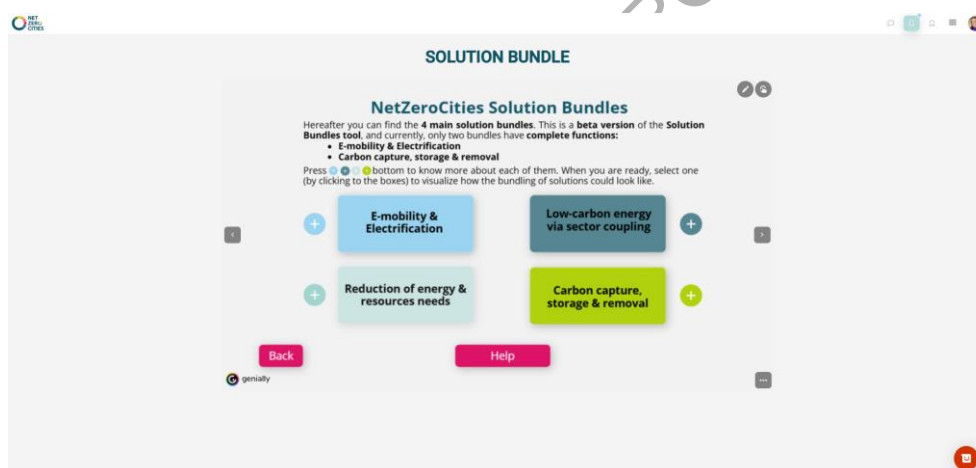 NET
ZERO
CITIES
SOLUTION BUNDLE
NetZeroCities Solution Bundles
Hereafter you can find the 4 main solution bundles. This is a beta version of the Solution
Bundles tool, and currently, only two bundles have complete functions:
• E-mobility & Electrification
• Carbon capture, storage & removal
Press bottom to know more about each of them. When you are ready, select one
(by clicking to the boxes) to visualize how the bundling of solutions could look like.
E-mobility &
Electrification
Low-carbon energy
via sector coupling
Reduction of energy &
resources needs
Carbon capture,
storage & removal
Back
Help
genially